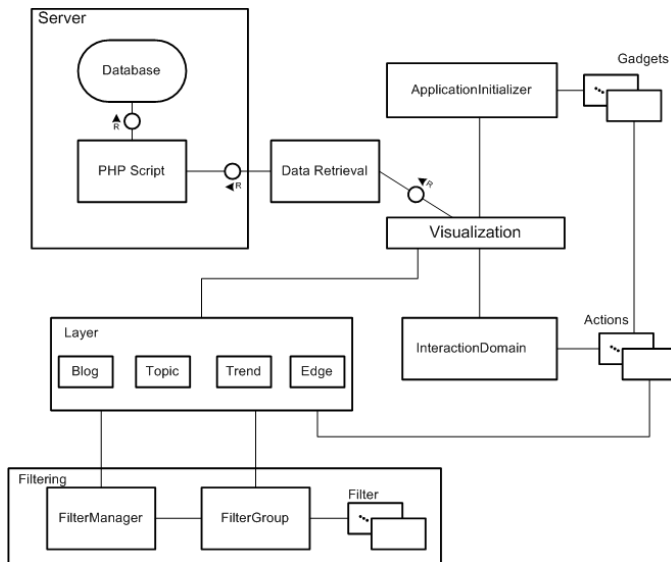 Server
Database
R
PHP Script
R
Data Retrieval
R
ApplicationInitializer
Gadgets
Visualization
Layer
Blog
Topic
Trend
Edge
InteractionDomain
Actions
Filtering
FilterManager
FilterGroup
Filter